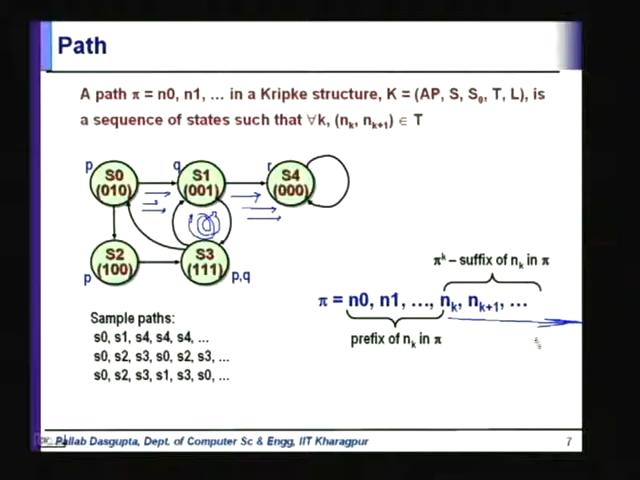 Path
A path π = n0, n1, … in a Kripke structure, K = (AP, S, S₀, T, L), is
a sequence of states such that ∀k, (nₖ, nₖ₊₁) ∈ T
p
S0
(010)
q
S1
(001)
r
S4
(000)
S2
(100)
p
S3
(111)
p,q
πᵏ – suffix of nₖ in π
π = n0, n1, …, nₖ, nₖ₊₁, …
prefix of nₖ in π
Sample paths:
s0, s1, s4, s4, s4, …
s0, s2, s3, s0, s2, s3, …
s0, s2, s3, s1, s3, s0, …
Pallab Dasgupta, Dept. of Computer Sc & Engg, IIT Kharagpur
7